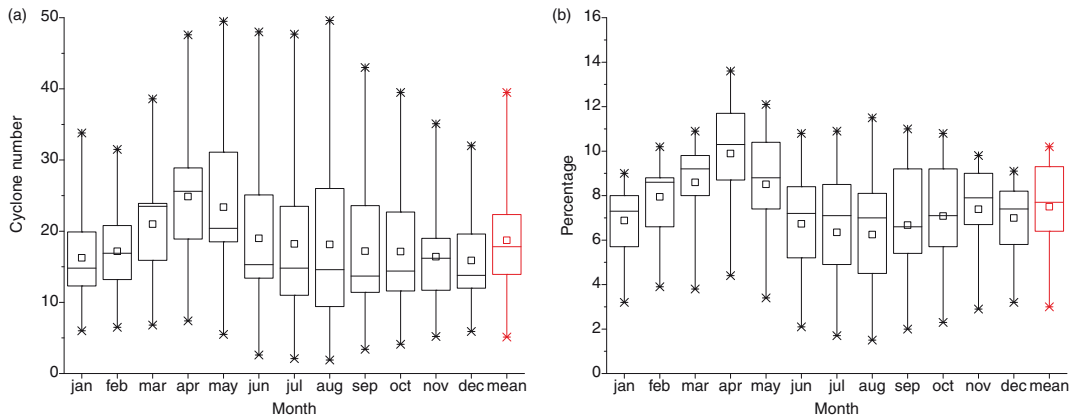 (a)
Cyclone number
50
40
30
20
10
0
jan feb mar apr may jun jul aug sep oct nov dec mean
Month
(b)
Percentage
16
14
12
10
8
6
4
2
0
jan feb mar apr may jun jul aug sep oct nov dec mean
Month